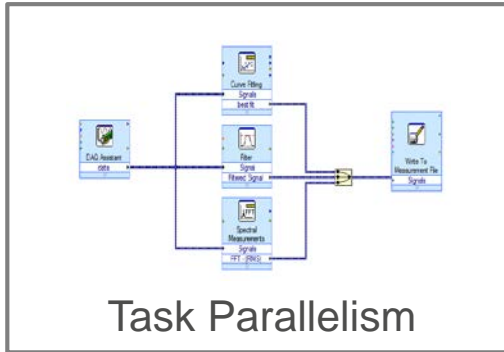 Curve Fitting
Signals
best fit
DAQ Assistant
data
Filter
Signal
Filtered Signal
Spectral
Measurements
Signals
FFT - (RMS)
Write To
Measurement File
Signals
Task Parallelism